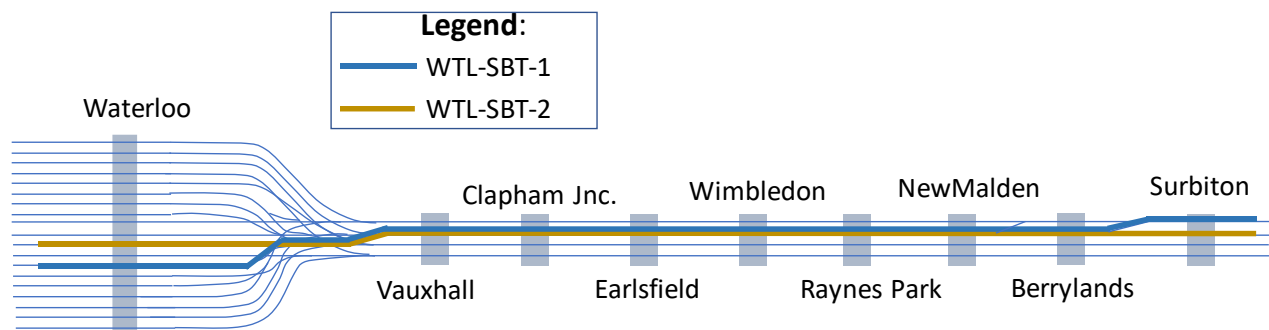 Legend:
WTL-SBT-1
WTL-SBT-2
Waterloo
Clapham Jnc.
Wimbledon
NewMalden
Surbiton
Vauxhall
Earlsfield
Raynes Park
Berrylands